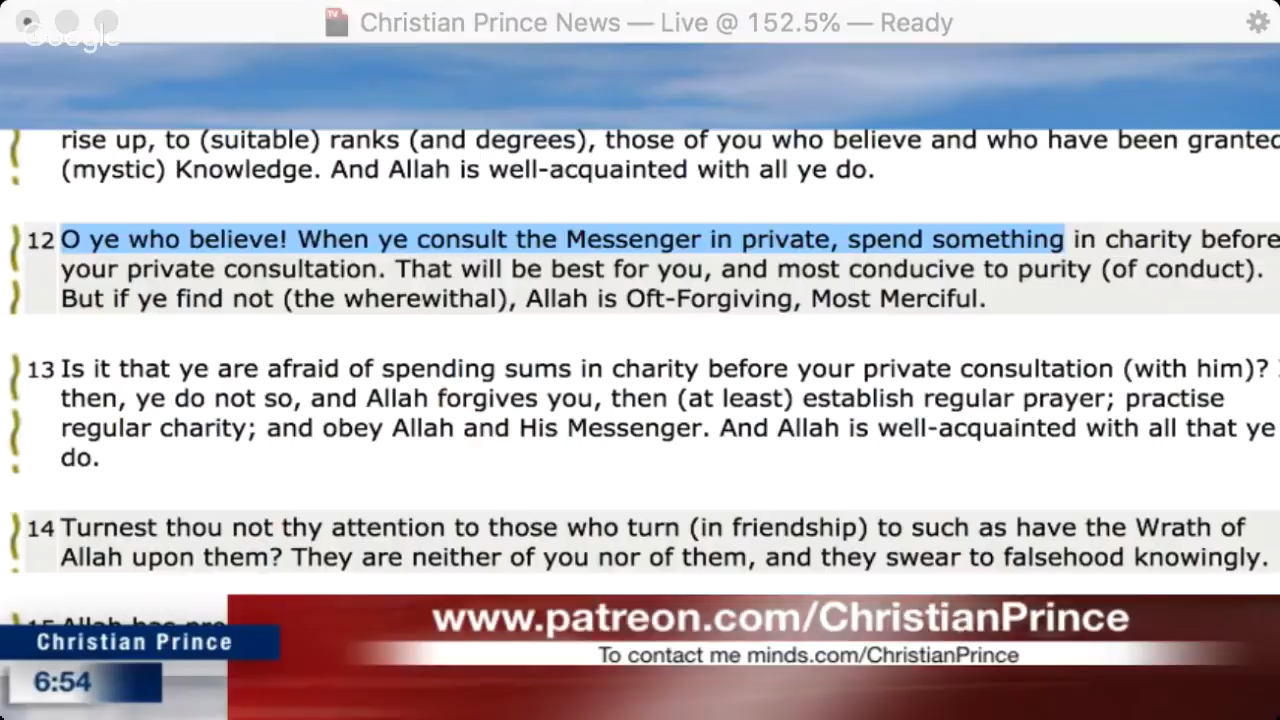 Christian Prince News — Live @ 152.5% — Ready
Google
rise up, to (suitable) ranks (and degrees), those of you who believe and who have been granted
(mystic) Knowledge. And Allah is well-acquainted with all ye do.
12 O ye who believe! When ye consult the Messenger in private, spend something in charity before
your private consultation. That will be best for you, and most conducive to purity (of conduct).
But if ye find not (the wherewithal), Allah is Oft-Forgiving, Most Merciful.
13 Is it that ye are afraid of spending sums in charity before your private consultation (with him)?
then, ye do not so, and Allah forgives you, then (at least) establish regular prayer; practise
regular charity; and obey Allah and His Messenger. And Allah is well-acquainted with all that ye
do.
14 Turnest thou not thy attention to those who turn (in friendship) to such as have the Wrath of
Allah upon them? They are neither of you nor of them, and they swear to falsehood knowingly.
15 Allah has pre
www.patreon.com/ChristianPrince
Christian Prince
To contact me minds.com/ChristianPrince
6:54